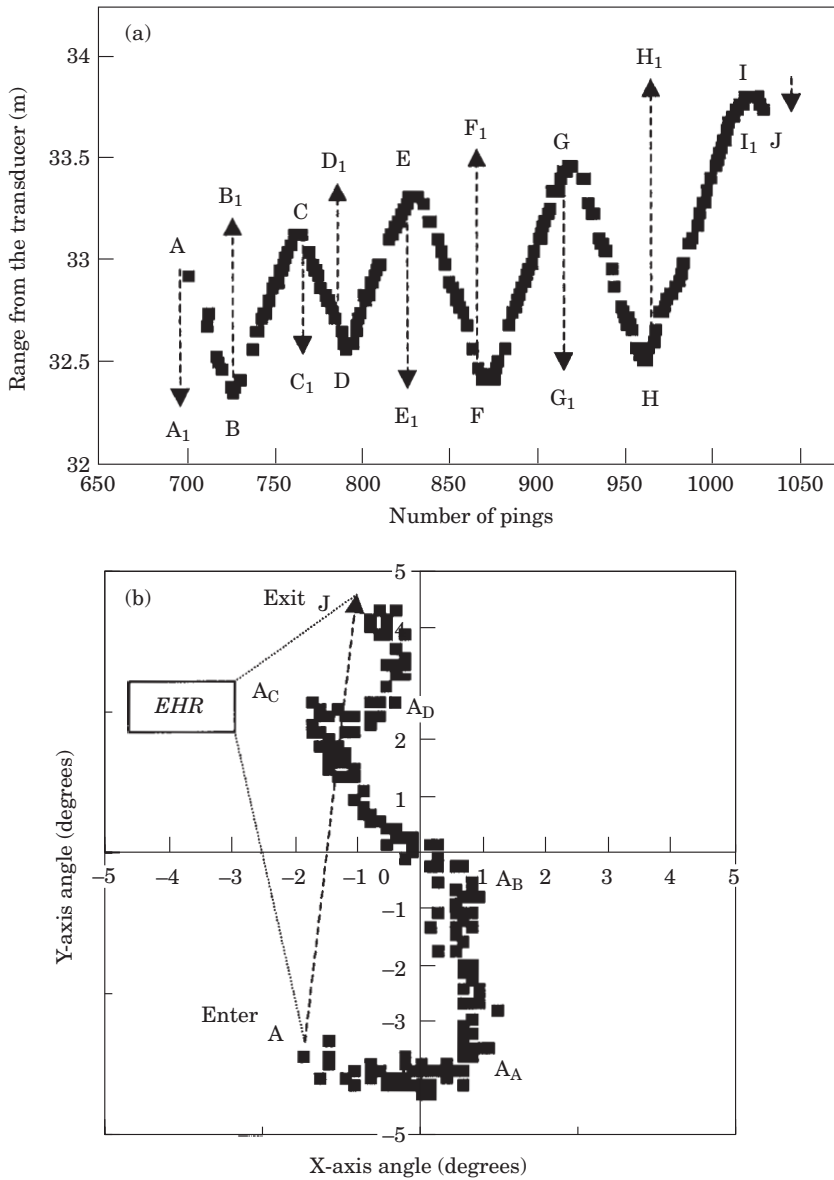 (a)
34
33.5
33
32.5
32
Range from the transducer (m)
A
A1
B1
B
C
C1
D1
D
E
E1
F1
F
G
G1
H1
H
I
I1 J
650 700 750 800 850 900 950 1000 1050
Number of pings
(b)
5
Exit J
4
EHR
AC
AD
2
1
–5 –4 –3 –2 –1 0 1 2 3 5
AB
–1
–2
Enter
A
–3
AA
–5
Y-axis angle (degrees)
X-axis angle (degrees)